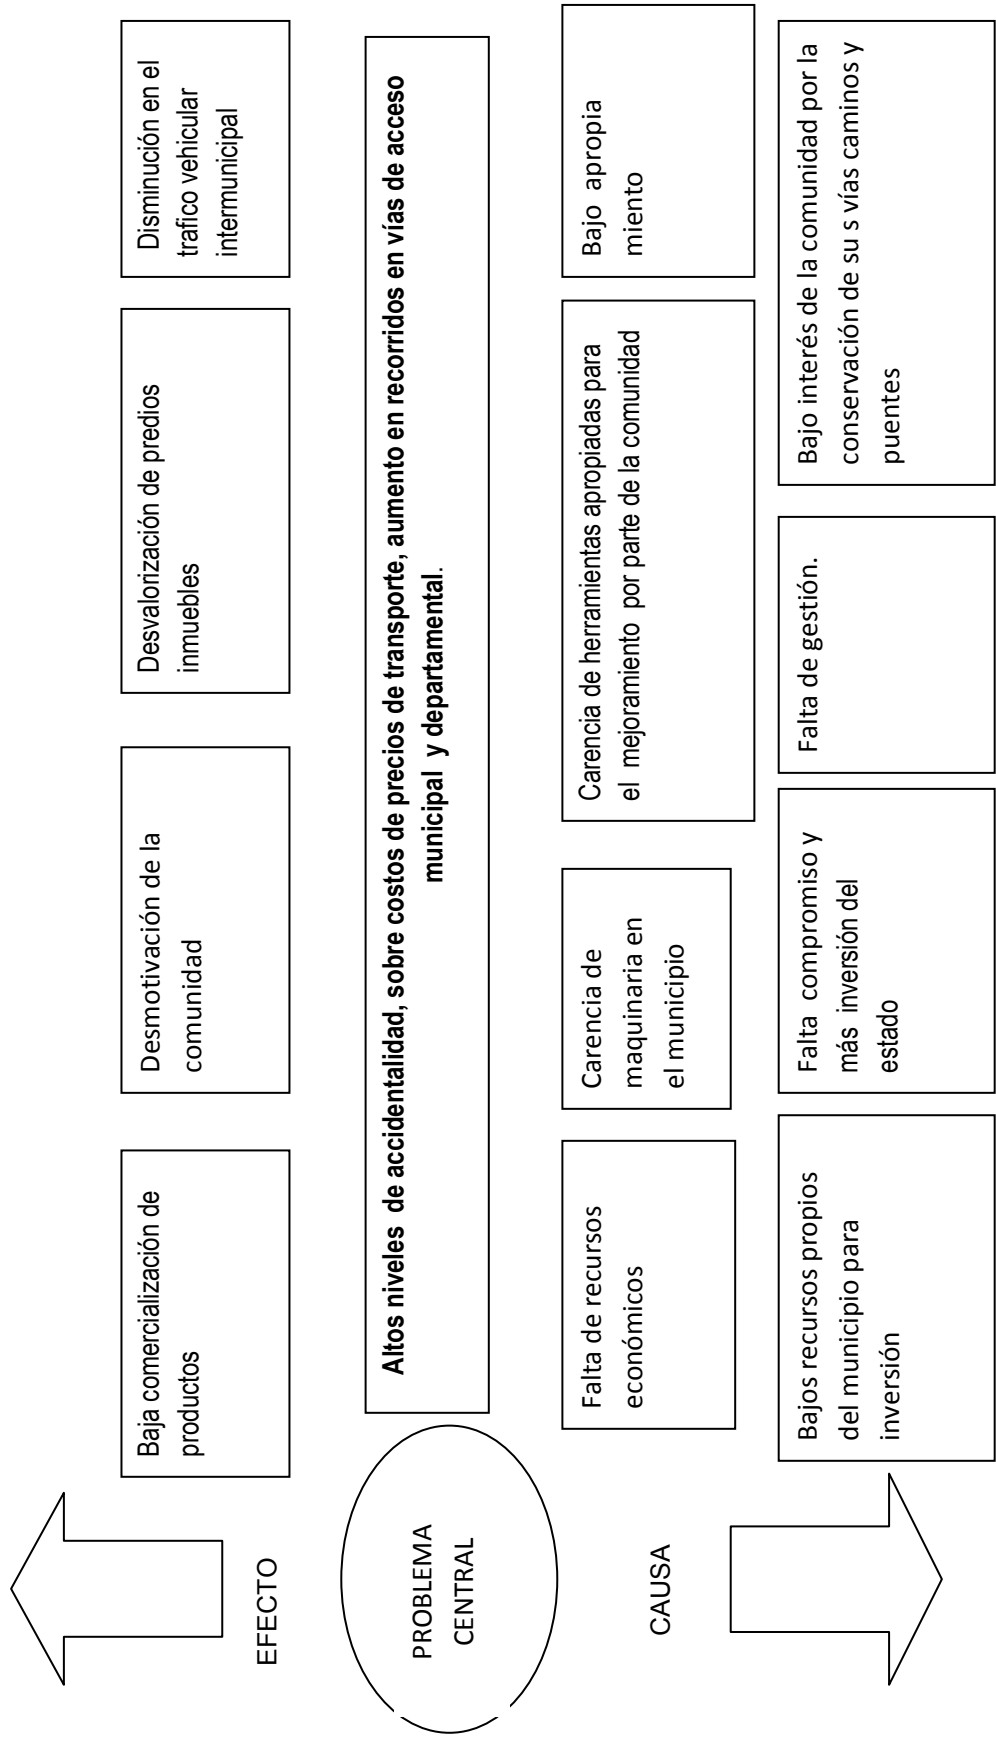 Baja comercialización de
productos
Desmotivación de la
comunidad
Desvalorización de predios
inmuebles
Disminución en el
trafico vehicular
intermunicipal
EFECTO
PROBLEMA
CENTRAL
Altos niveles de accidentalidad, sobre costos de precios de transporte, aumento en recorridos en vías de acceso
municipal y departamental.
CAUSA
Falta de recursos
económicos
Carencia de
maquinaria en
el municipio
Carencia de herramientas apropiadas para
el mejoramiento por parte de la comunidad
Bajo apropia
miento
Bajos recursos propios
del municipio para
inversión
Falta compromiso y
más inversión del
estado
Falta de gestión.
Bajo interés de la comunidad por la
conservación de su s vías caminos y
puentes